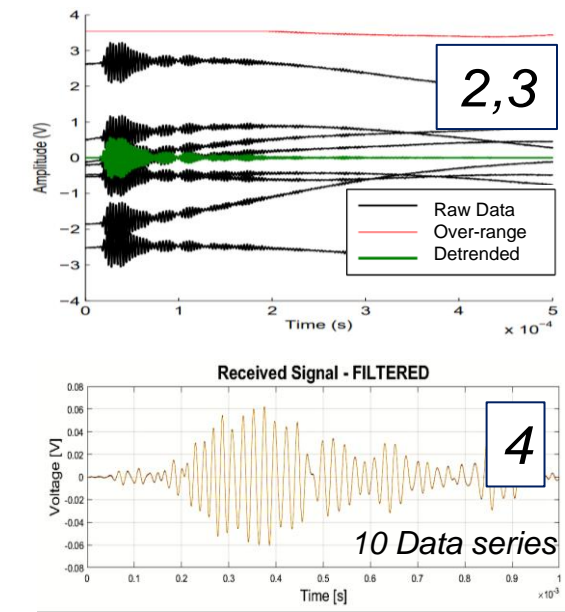 4
3
2
1
0
−1
−2
−3
−4
Amplitude (V)
2,3
Raw Data
Over-range
Detrended
0 1 2 3 4 5
Time (s)
x 10⁻⁴
Received Signal - FILTERED
0.08
0.06
0.04
0.02
0
-0.02
-0.04
-0.06
-0.08
Voltage [V]
4
10 Data series
0 0.1 0.2 0.3 0.4 0.5 0.6 0.7 0.8 0.9 1
Time [s]
×10⁻³